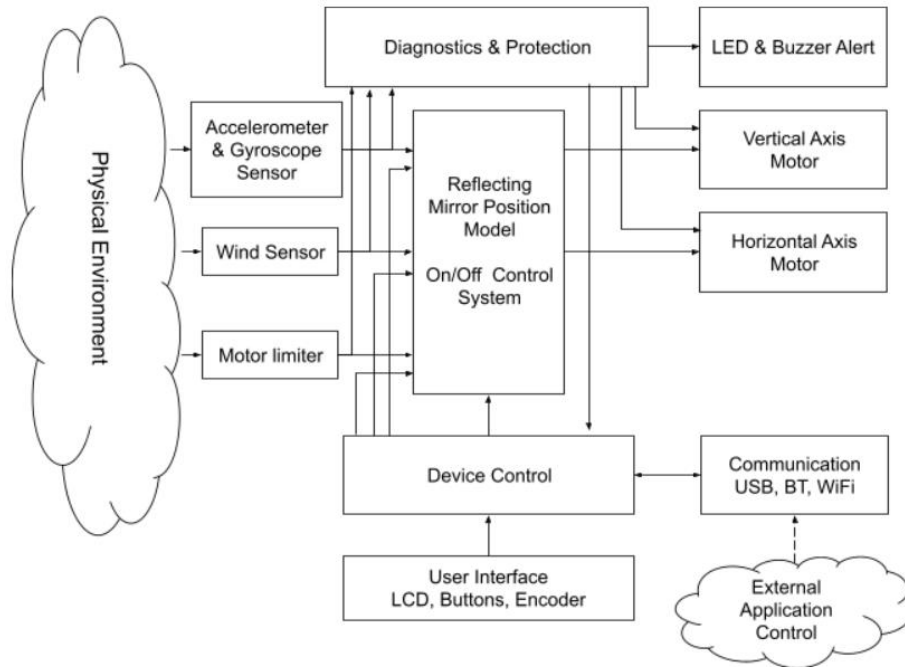 Diagnostics & Protection
LED & Buzzer Alert
Physical Environment
Accelerometer
& Gyroscope
Sensor
Vertical Axis
Motor
Reflecting
Mirror Position
Model
On/Off Control
System
Wind Sensor
Horizontal Axis
Motor
Motor limiter
Device Control
Communication
USB, BT, WiFi
User Interface
LCD, Buttons, Encoder
External
Application
Control